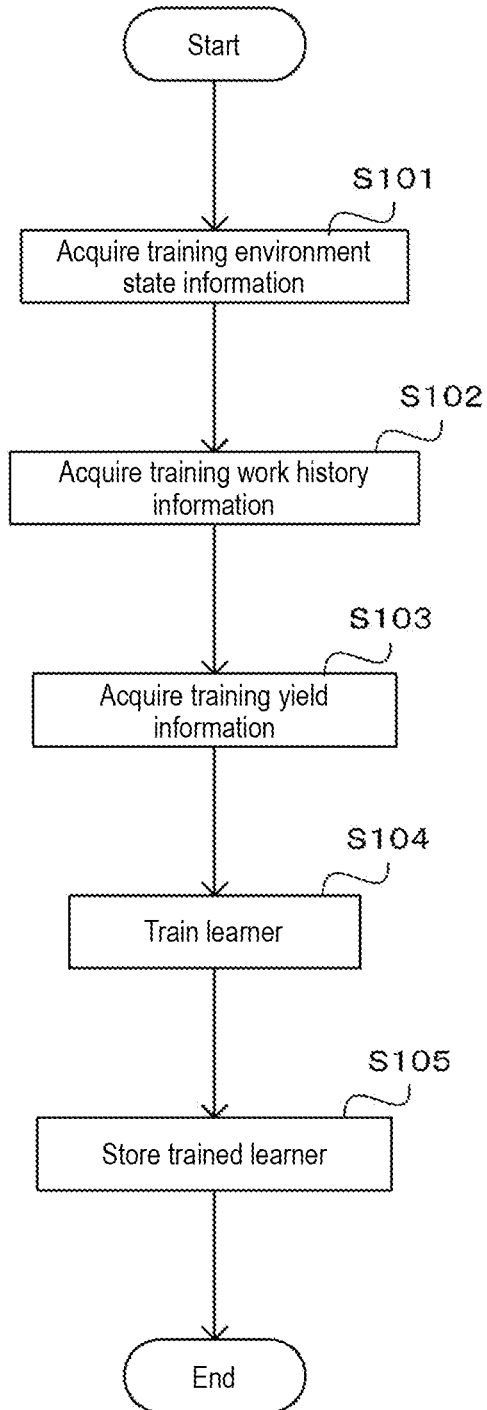 Start
S101
Acquire training environment
state information
S102
Acquire training work history
information
S103
Acquire training yield
information
S104
Train learner
S105
Store trained learner
End